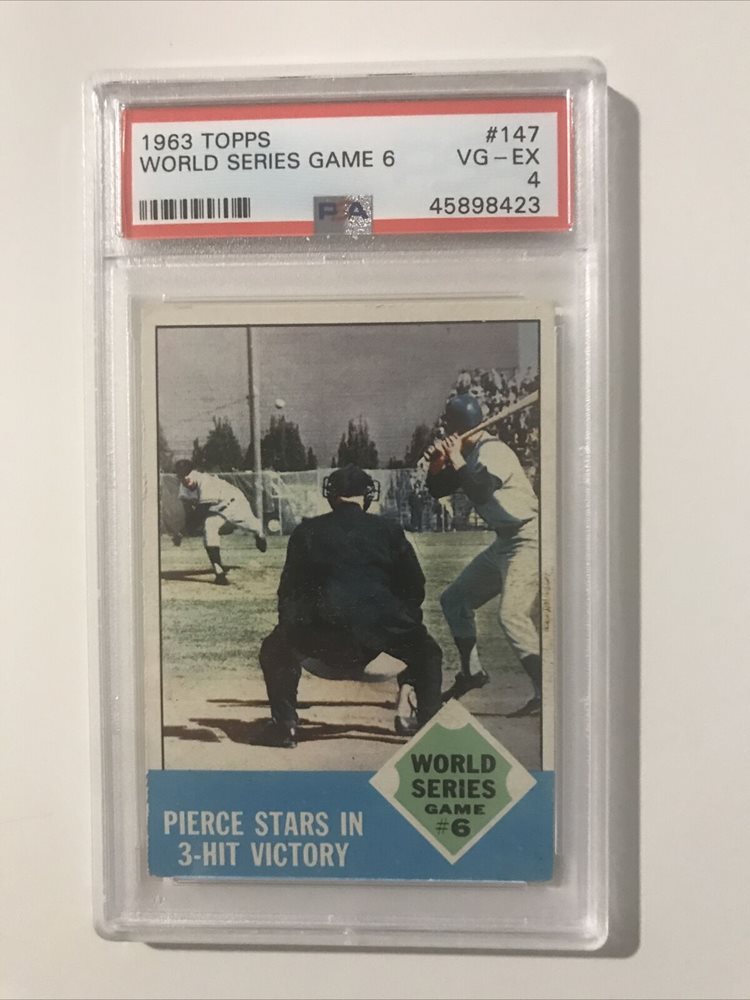 1963 TOPPS #147
WORLD SERIES GAME 6 VG-EX
4
PSA 45898423
WORLD
SERIES
GAME
#6
PIERCE STARS IN
3-HIT VICTORY